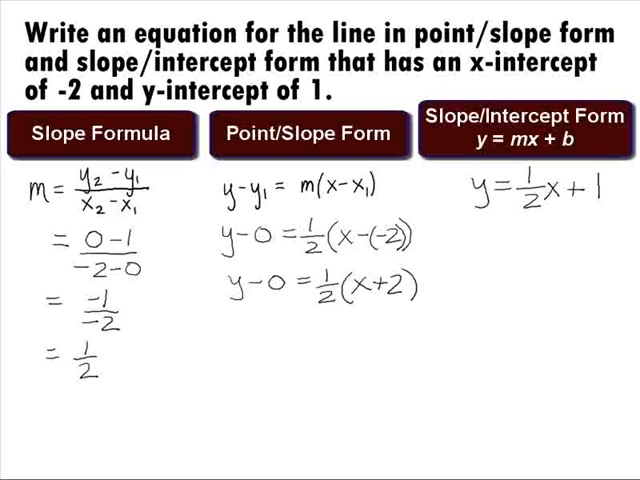 Write an equation for the line in point/slope form
and slope/intercept form that has an x-intercept
of -2 and y-intercept of 1.
Slope Formula
m = (y₂ - y₁)/(x₂ - x₁)
= (0 - 1)/(-2 - 0)
= -1/-2
= 1/2
Point/Slope Form
y - y₁ = m(x - x₁)
y - 0 = 1/2(x - (-2))
y - 0 = 1/2(x + 2)
Slope/Intercept Form
y = mx + b
y = 1/2x + 1